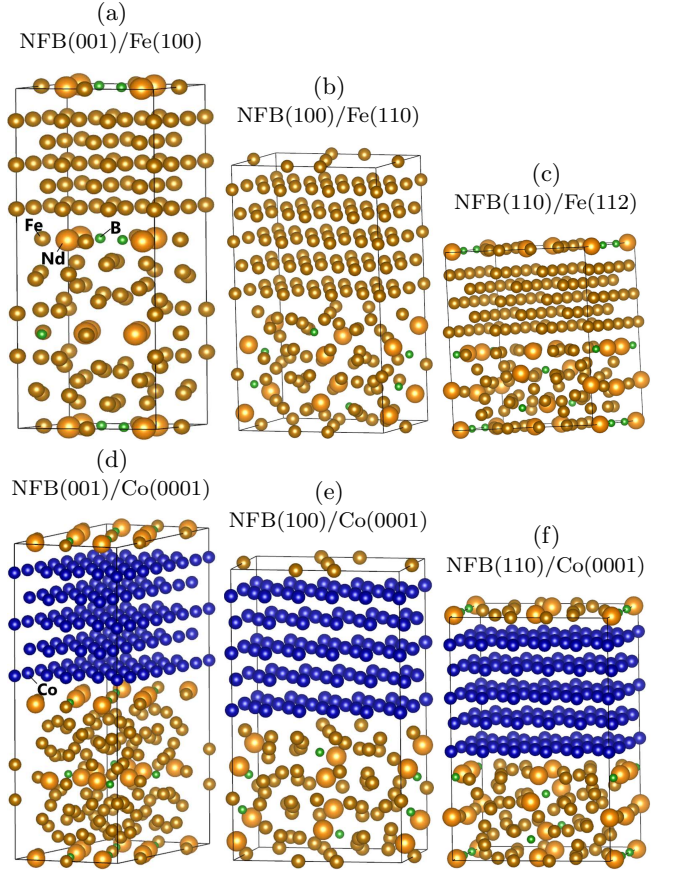 (a)
NFB(001)/Fe(100)
(b)
NFB(100)/Fe(110)
(c)
NFB(110)/Fe(112)
Fe
B
Nd
(d)
NFB(001)/Co(0001)
(e)
NFB(100)/Co(0001)
(f)
NFB(110)/Co(0001)
Co